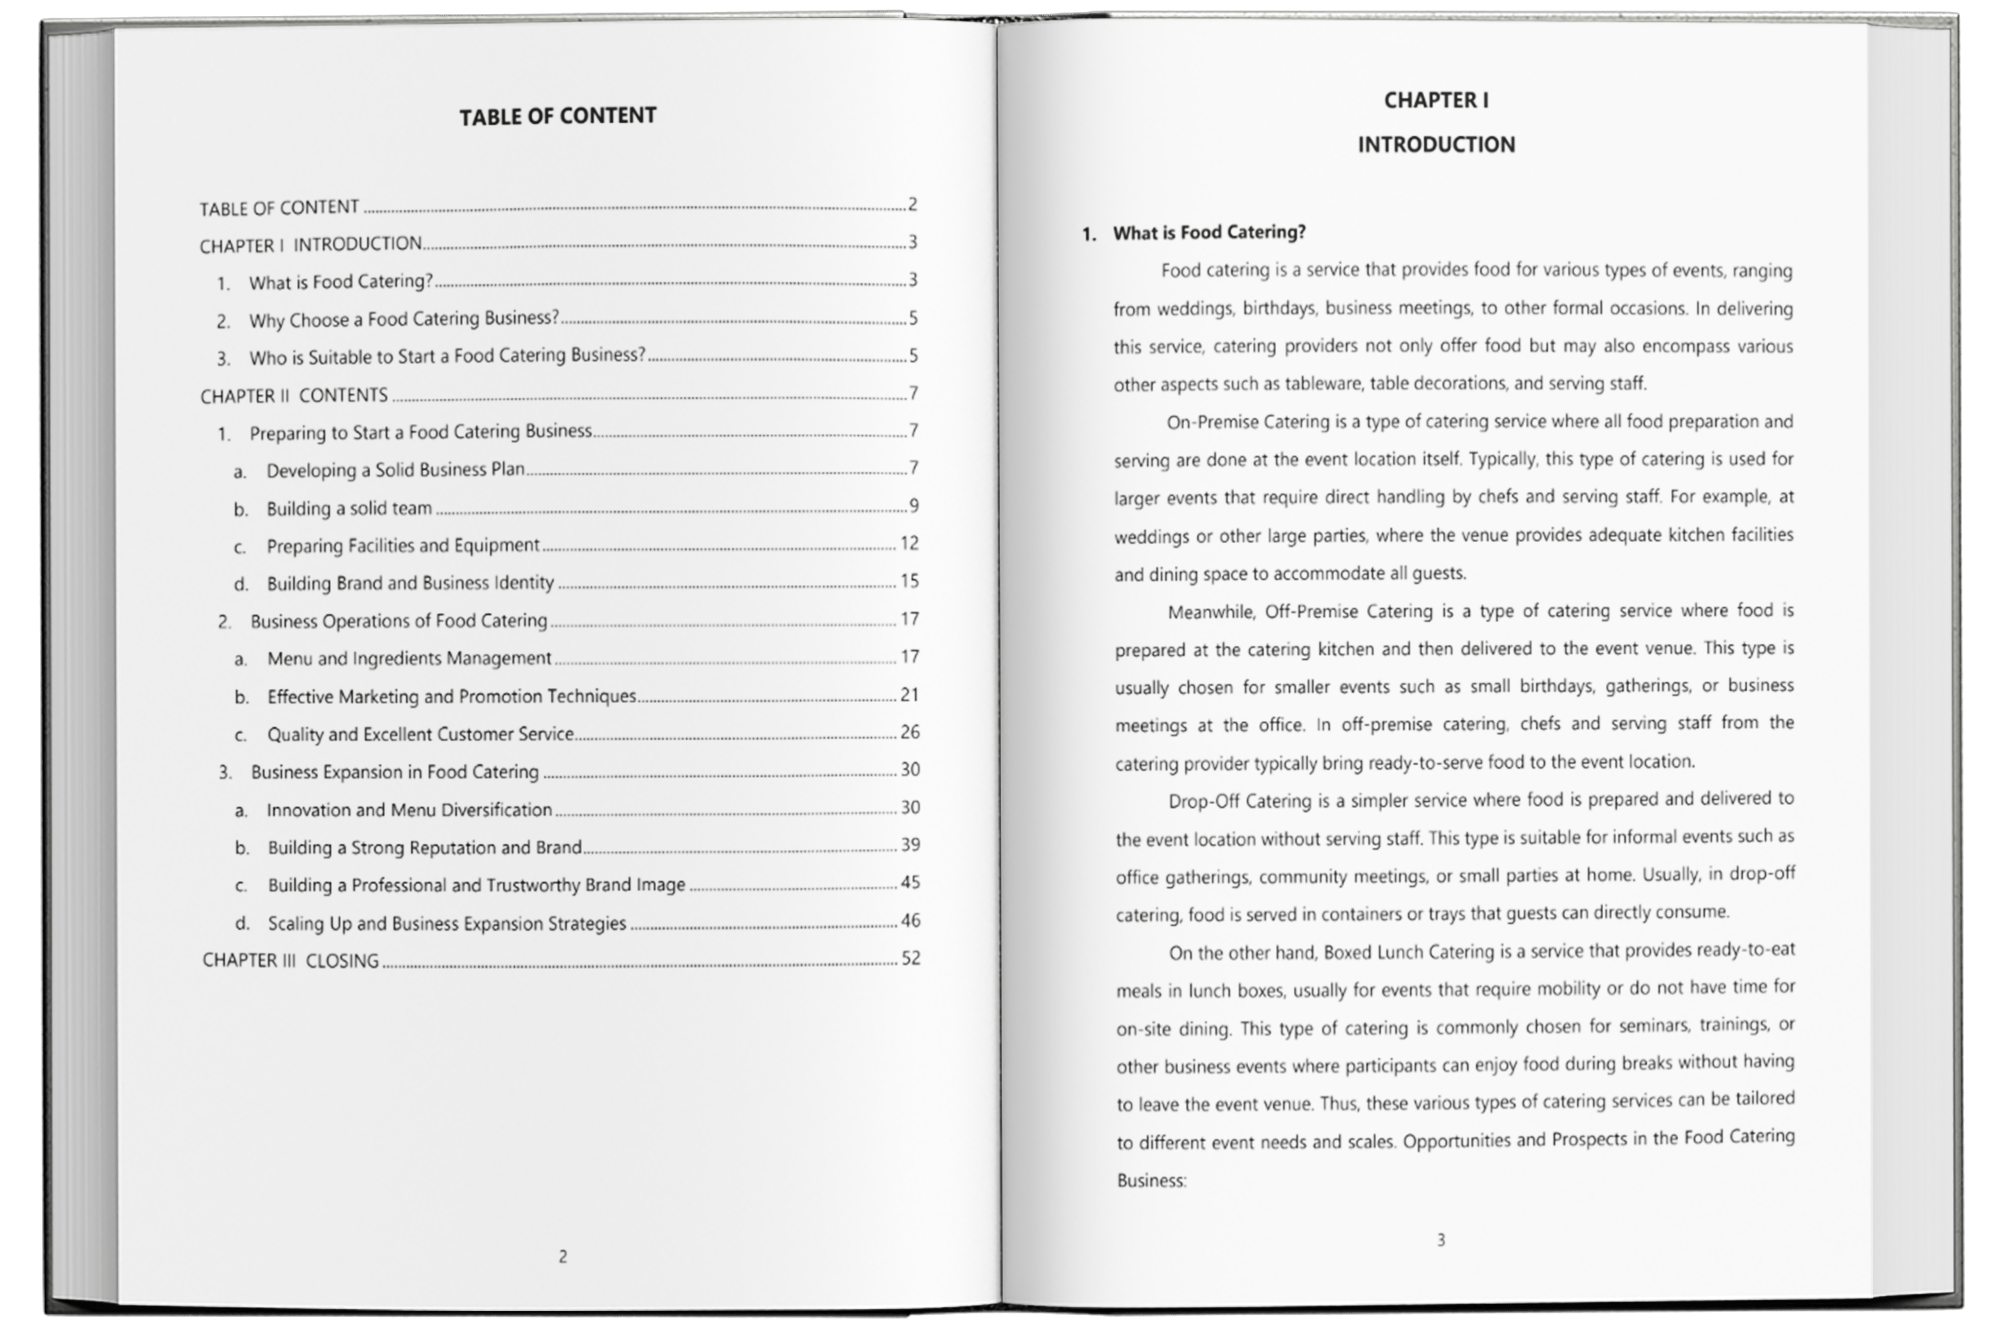 TABLE OF CONTENT
TABLE OF CONTENT 2
CHAPTER I INTRODUCTION 3
1. What is Food Catering? 3
2. Why Choose a Food Catering Business? 5
3. Who is Suitable to Start a Food Catering Business? 5
CHAPTER II CONTENTS 7
1. Preparing to Start a Food Catering Business 7
a. Developing a Solid Business Plan 7
b. Building a solid team 9
c. Preparing Facilities and Equipment 12
d. Building Brand and Business Identity 15
2. Business Operations of Food Catering 17
a. Menu and Ingredients Management 17
b. Effective Marketing and Promotion Techniques 21
c. Quality and Excellent Customer Service 26
3. Business Expansion in Food Catering 30
a. Innovation and Menu Diversification 30
b. Building a Strong Reputation and Brand 39
c. Building a Professional and Trustworthy Brand Image 45
d. Scaling Up and Business Expansion Strategies 46
CHAPTER III CLOSING 52
2
CHAPTER I
INTRODUCTION
1. What is Food Catering?
Food catering is a service that provides food for various types of events, ranging
from weddings, birthdays, business meetings, to other formal occasions. In delivering
this service, catering providers not only offer food but may also encompass various
other aspects such as tableware, table decorations, and serving staff.
On-Premise Catering is a type of catering service where all food preparation and
serving are done at the event location itself. Typically, this type of catering is used for
larger events that require direct handling by chefs and serving staff. For example, at
weddings or other large parties, where the venue provides adequate kitchen facilities
and dining space to accommodate all guests.
Meanwhile, Off-Premise Catering is a type of catering service where food is
prepared at the catering kitchen and then delivered to the event venue. This type is
usually chosen for smaller events such as small birthdays, gatherings, or business
meetings at the office. In off-premise catering, chefs and serving staff from the
catering provider typically bring ready-to-serve food to the event location.
Drop-Off Catering is a simpler service where food is prepared and delivered to
the event location without serving staff. This type is suitable for informal events such as
office gatherings, community meetings, or small parties at home. Usually, in drop-off
catering, food is served in containers or trays that guests can directly consume.
On the other hand, Boxed Lunch Catering is a service that provides ready-to-eat
meals in lunch boxes, usually for events that require mobility or do not have time for
on-site dining. This type of catering is commonly chosen for seminars, trainings, or
other business events where participants can enjoy food during breaks without having
to leave the event venue. Thus, these various types of catering services can be tailored
to different event needs and scales. Opportunities and Prospects in the Food Catering
Business:
3